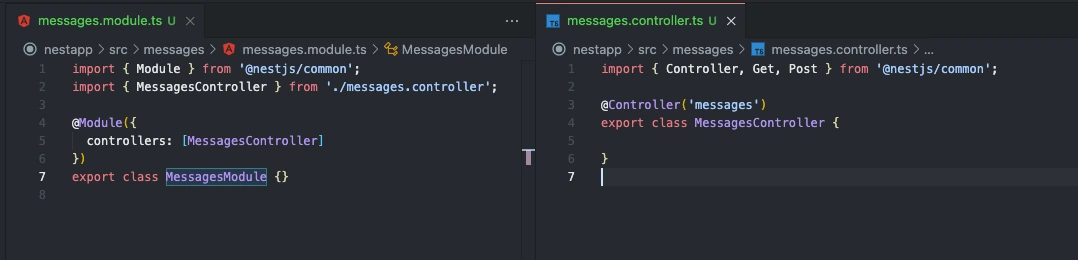 messages.module.ts U ×
nestapp > src > messages > messages.module.ts > MessagesModule
1 import { Module } from '@nestjs/common';
2 import { MessagesController } from './messages.controller';
3
4 @Module({
5   controllers: [MessagesController]
6 })
7 export class MessagesModule {}
8
TS messages.controller.ts U ×
nestapp > src > messages > TS messages.controller.ts > ...
1 import { Controller, Get, Post } from '@nestjs/common';
2
3 @Controller('messages')
4 export class MessagesController {
5
6 }
7